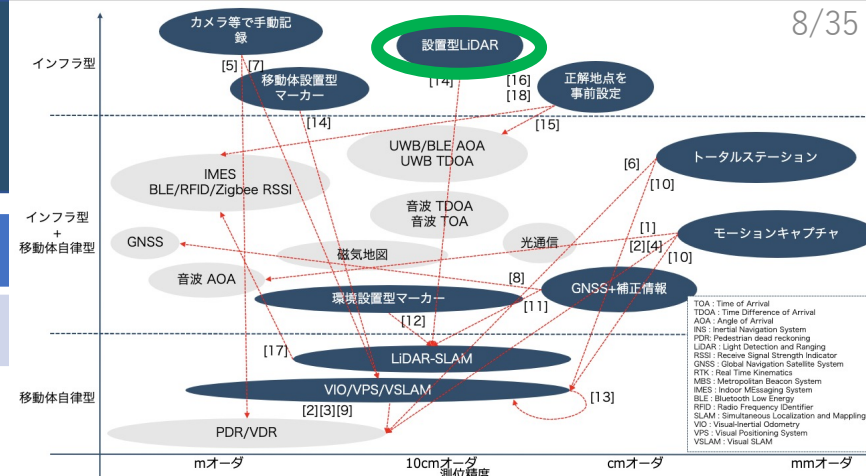 8/35
カメラ等で手動記
録
設置型LiDAR
インフラ型
[5]
[7]
移動体設置型
マーカー
[14]
[16]
[18]
正解地点を
事前設定
[14]
[15]
UWB/BLE AOA
UWB TDOA
トータルステーション
[6]
[10]
IMES
BLE/RFID/Zigbee RSSI
音波 TDOA
音波 TOA
インフラ型
+
移動体自律型
GNSS
光通信
[1]
[2][4]
[10]
モーションキャプチャ
磁気地図
音波 AOA
[8]
GNSS+補正情報
環境設置型マーカー
[11]
[12]
TOA : Time of Arrival
TDOA : Time Difference of Arrival
AOA : Angle of Arrival
INS : Inertial Navigation System
PDR: Pedestrian dead reckoning
LiDAR : Light Detection and Ranging
RSSI : Receive Signal Strength Indicator
GNSS : Global Navigation Satellite System
RTK : Real Time Kinematics
MBS : Metropolitan Beacon System
IMES : Indoor MEssaging System
BLE : Bluetooth Low Energy
RFID : Radio Frequency IDentifier
SLAM : Simultaneous Localization and Mapping
VIO : Visual-Inertial Odometry
VPS : Visual Positioning System
VSLAM : Visual SLAM
[17]
LiDAR-SLAM
移動体自律型
VIO/VPS/VSLAM
[13]
[2][3][9]
PDR/VDR
mオーダ
10cmオーダ
cmオーダ
mmオーダ
測位精度